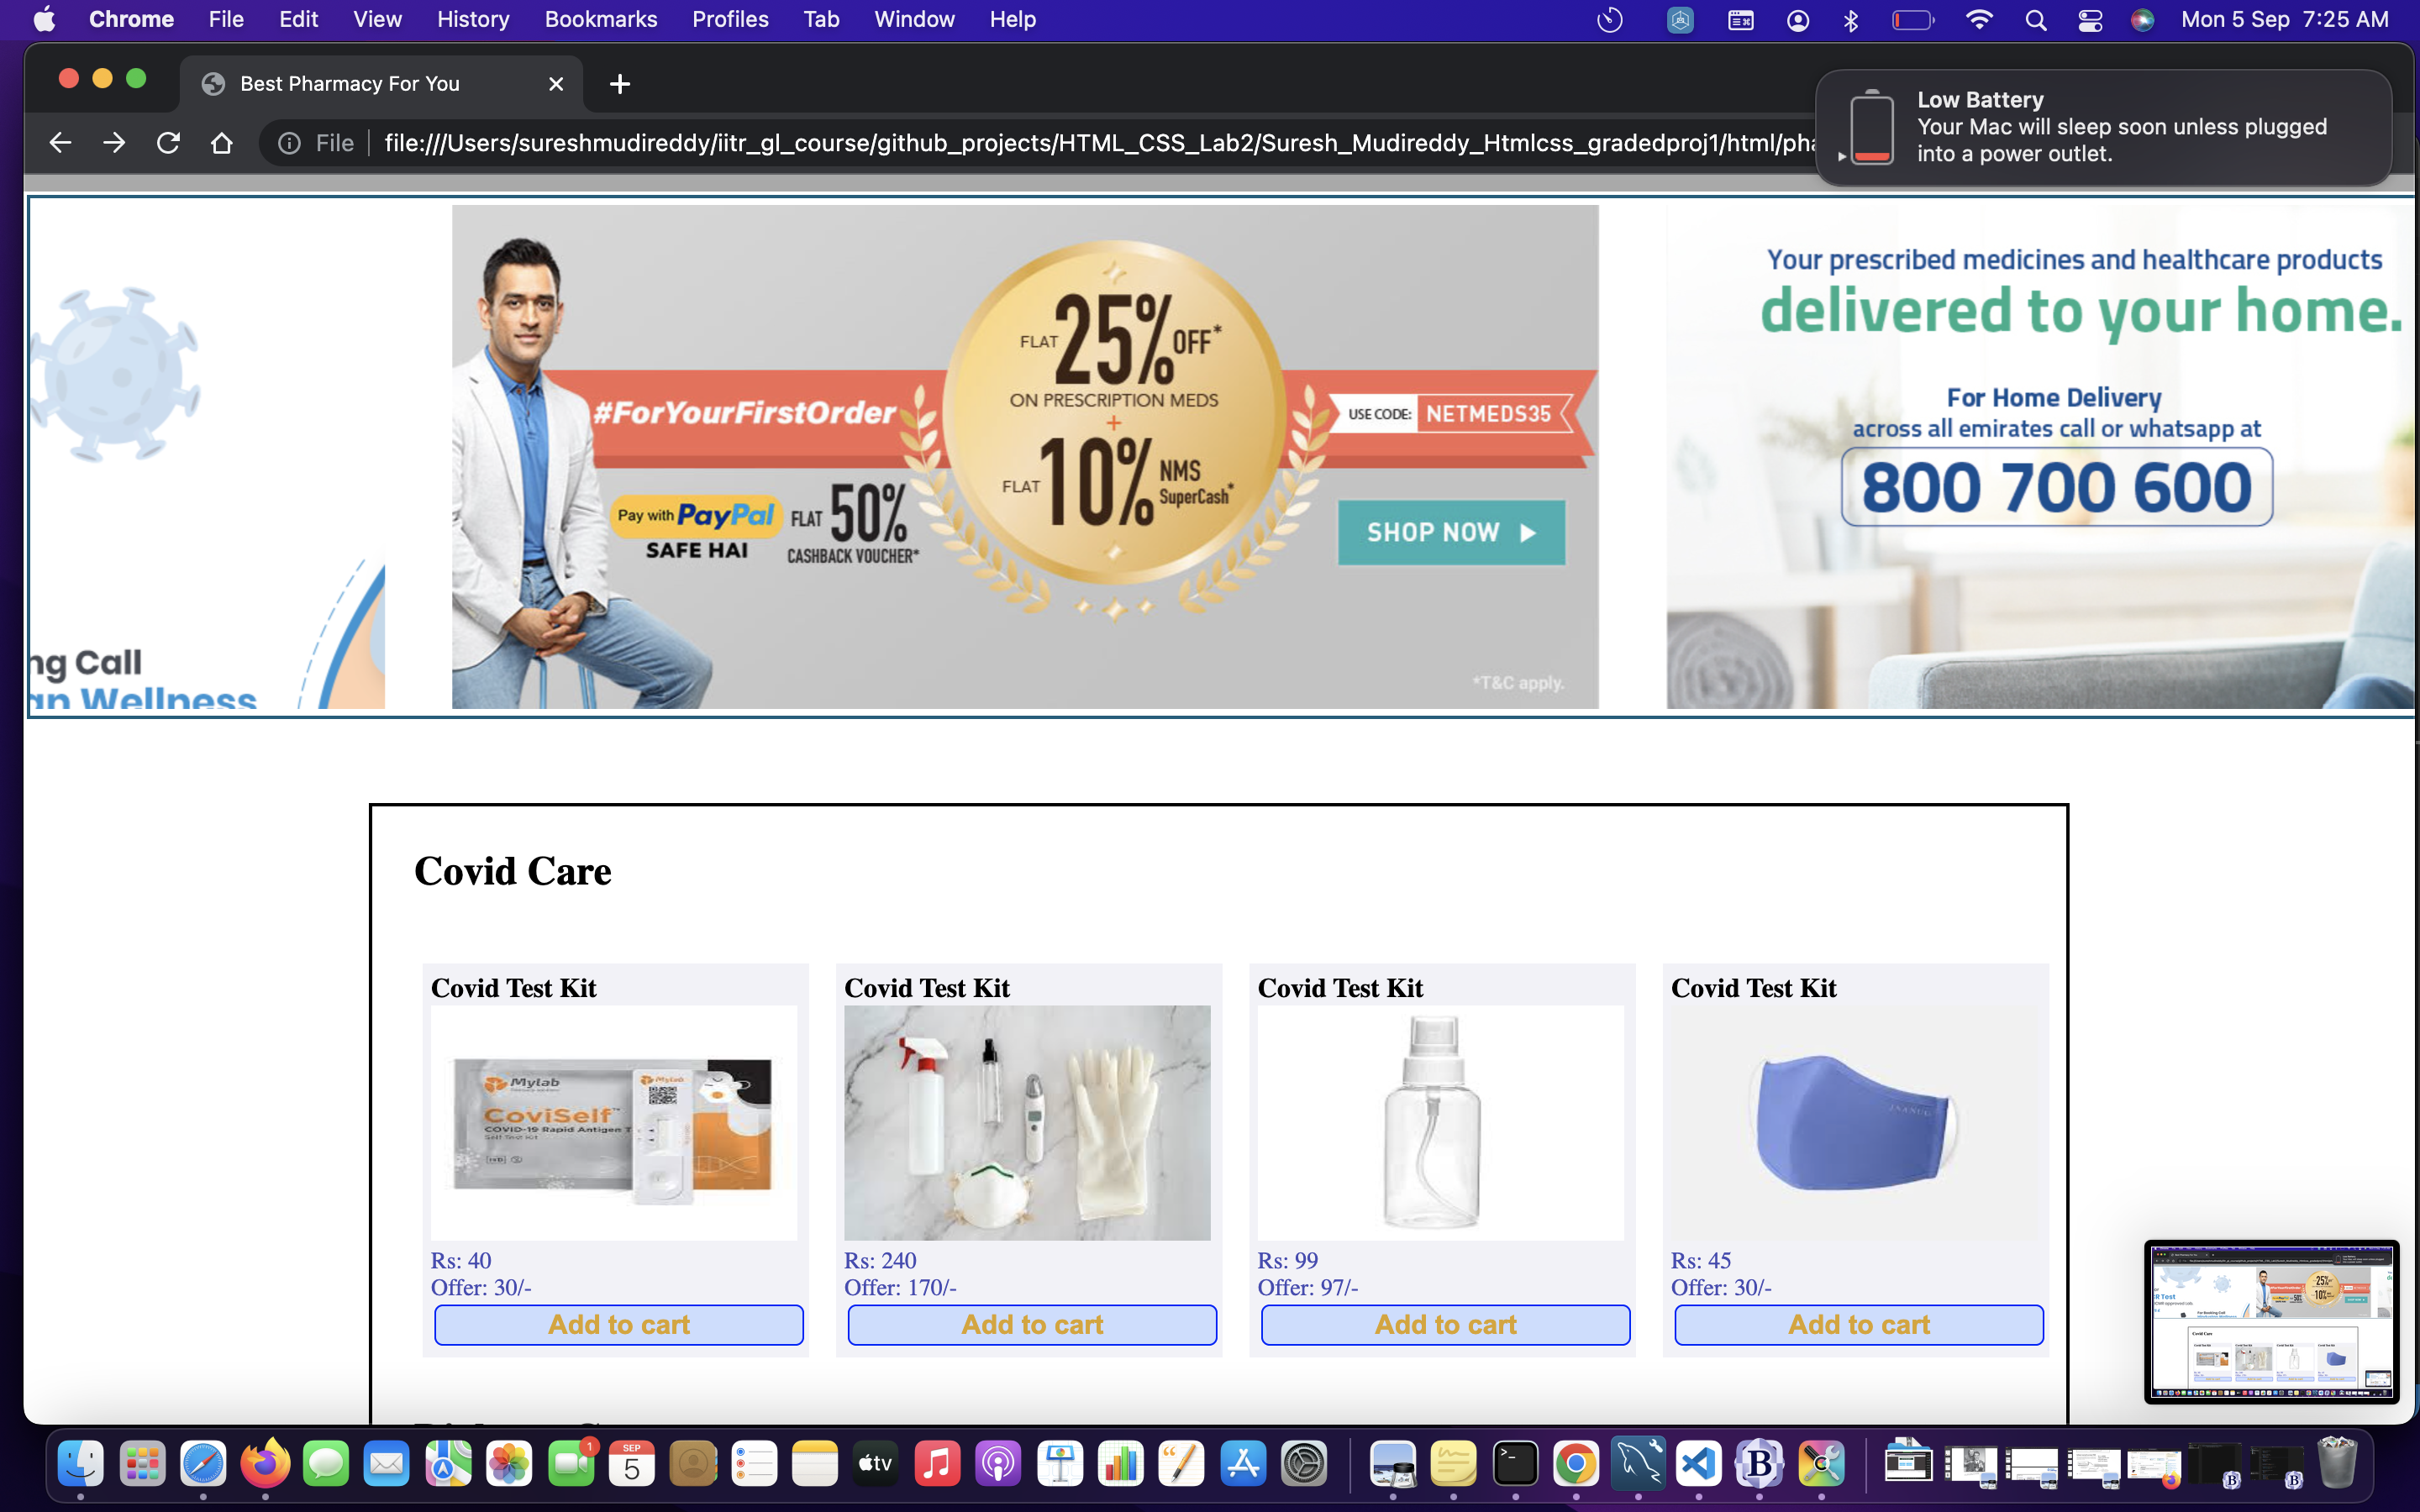 Chrome File Edit View History Bookmarks Profiles Tab Window Help Mon 5 Sep 7:25 AM
Best Pharmacy For You
File file:///Users/sureshmudireddy/iitr_gl_course/github_projects/HTML_CSS_Lab2/Suresh_Mudireddy_Htmlcss_gradedproj1/html/pha
Low Battery
Your Mac will sleep soon unless plugged
into a power outlet.
ng Call
an Wellness
#ForYourFirstOrder
Pay with PayPal
SAFE HAI
FLAT 50%
CASHBACK VOUCHER*
FLAT 25% OFF*
ON PRESCRIPTION MEDS
+
FLAT 10% NMS SuperCash*
USE CODE: NETMEDS35
SHOP NOW
*T&C apply.
Your prescribed medicines and healthcare products
delivered to your home.
For Home Delivery
across all emirates call or whatsapp at
800 700 600
Covid Care
Covid Test Kit
Mylab
CoviSelf™
COVID-19 Rapid Antigen T
Self Test Kit
Mylab
Rs: 40
Offer: 30/-
Add to cart
Covid Test Kit
Rs: 240
Offer: 170/-
Add to cart
Covid Test Kit
Rs: 99
Offer: 97/-
Add to cart
Covid Test Kit
Rs: 45
Offer: 30/-
Add to cart
1
SEP
5
tv